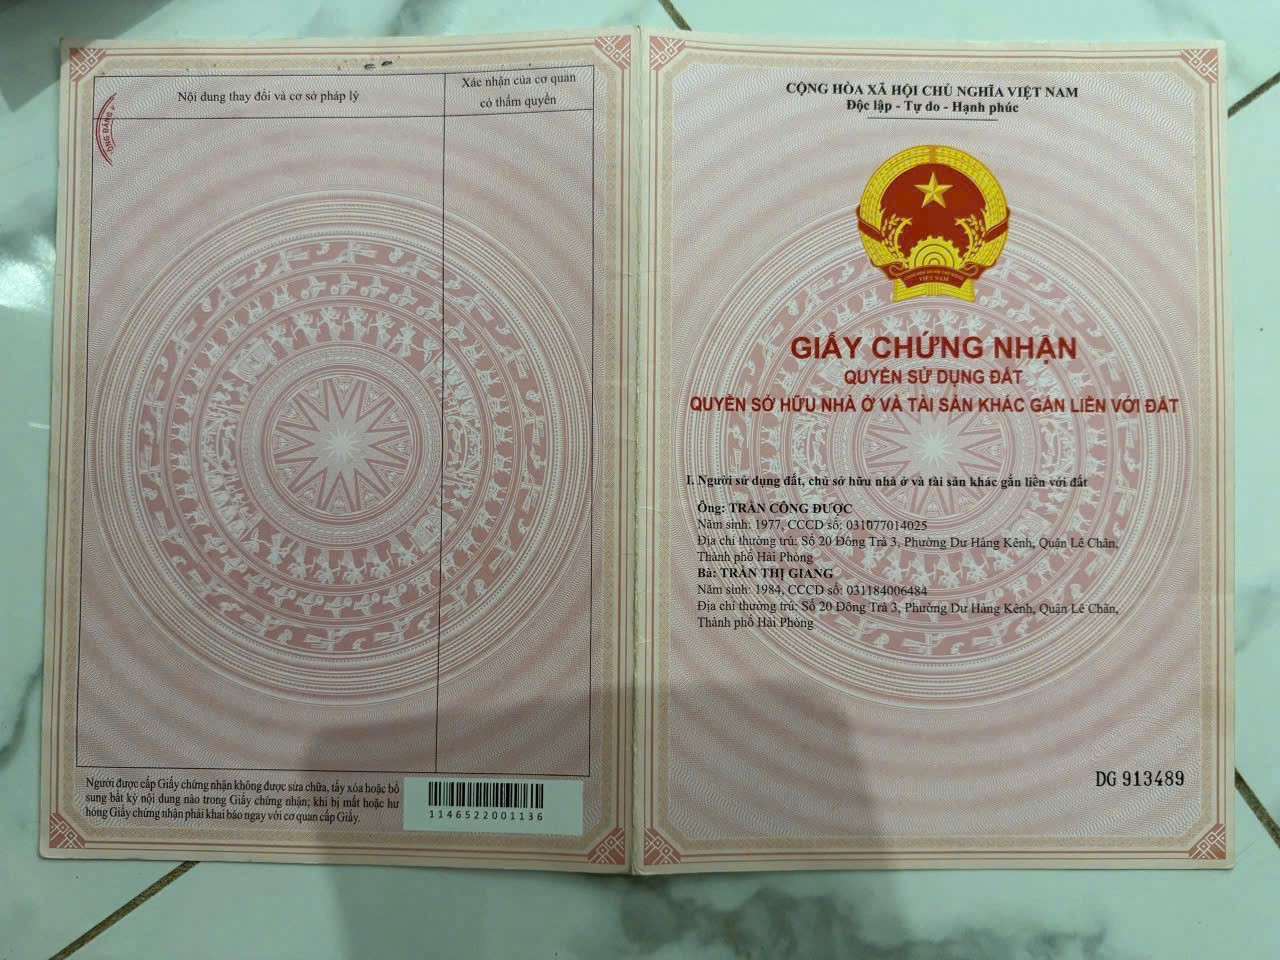 Nội dung thay đổi và cơ sở pháp lý
Xác nhận của cơ quan
có thẩm quyền
Người được cấp Giấy chứng nhận không được sửa chữa, tẩy xóa hoặc bổ
sung bất kỳ nội dung nào trong Giấy chứng nhận; khi bị mất hoặc hư
hỏng Giấy chứng nhận phải khai báo ngay với cơ quan cấp Giấy.
1146522001136
CỘNG HÒA XÃ HỘI CHỦ NGHĨA VIỆT NAM
Độc lập - Tự do - Hạnh phúc
VIỆT NAM
GIẤY CHỨNG NHẬN
QUYỀN SỬ DỤNG ĐẤT
QUYỀN SỞ HỮU NHÀ Ở VÀ TÀI SẢN KHÁC GẮN LIỀN VỚI ĐẤT
I. Người sử dụng đất, chủ sở hữu nhà ở và tài sản khác gắn liền với đất
Ông: TRẦN CÔNG ĐƯỢC
Năm sinh: 1977, CCCD số: 031077014025
Địa chỉ thường trú: Số 20 Đông Trà 3, Phường Dư Hàng Kênh, Quận Lê Chân,
Thành phố Hải Phòng
Bà: TRẦN THỊ GIANG
Năm sinh: 1984, CCCD số: 031184006484
Địa chỉ thường trú: Số 20 Đông Trà 3, Phường Dư Hàng Kênh, Quận Lê Chân,
Thành phố Hải Phòng
DG 913489